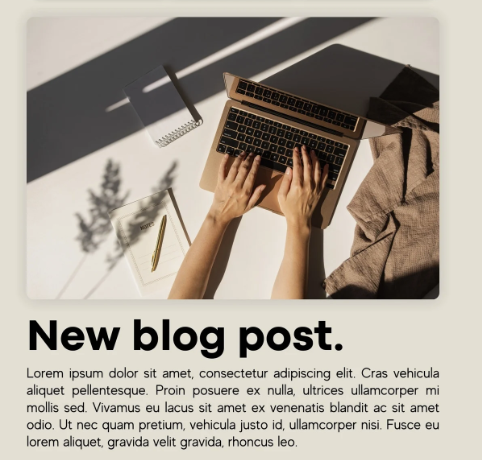 New blog post.
Lorem ipsum dolor sit amet, consectetur adipiscing elit. Cras vehicula
aliquet pellentesque. Proin posuere ex nulla, ultrices ullamcorper mi
mollis sed. Vivamus eu lacus sit amet ex venenatis blandit ac sit amet
odio. Ut nec quam pretium, vehicula justo id, ullamcorper nisi. Fusce eu
lorem aliquet, gravida velit gravida, rhoncus leo.